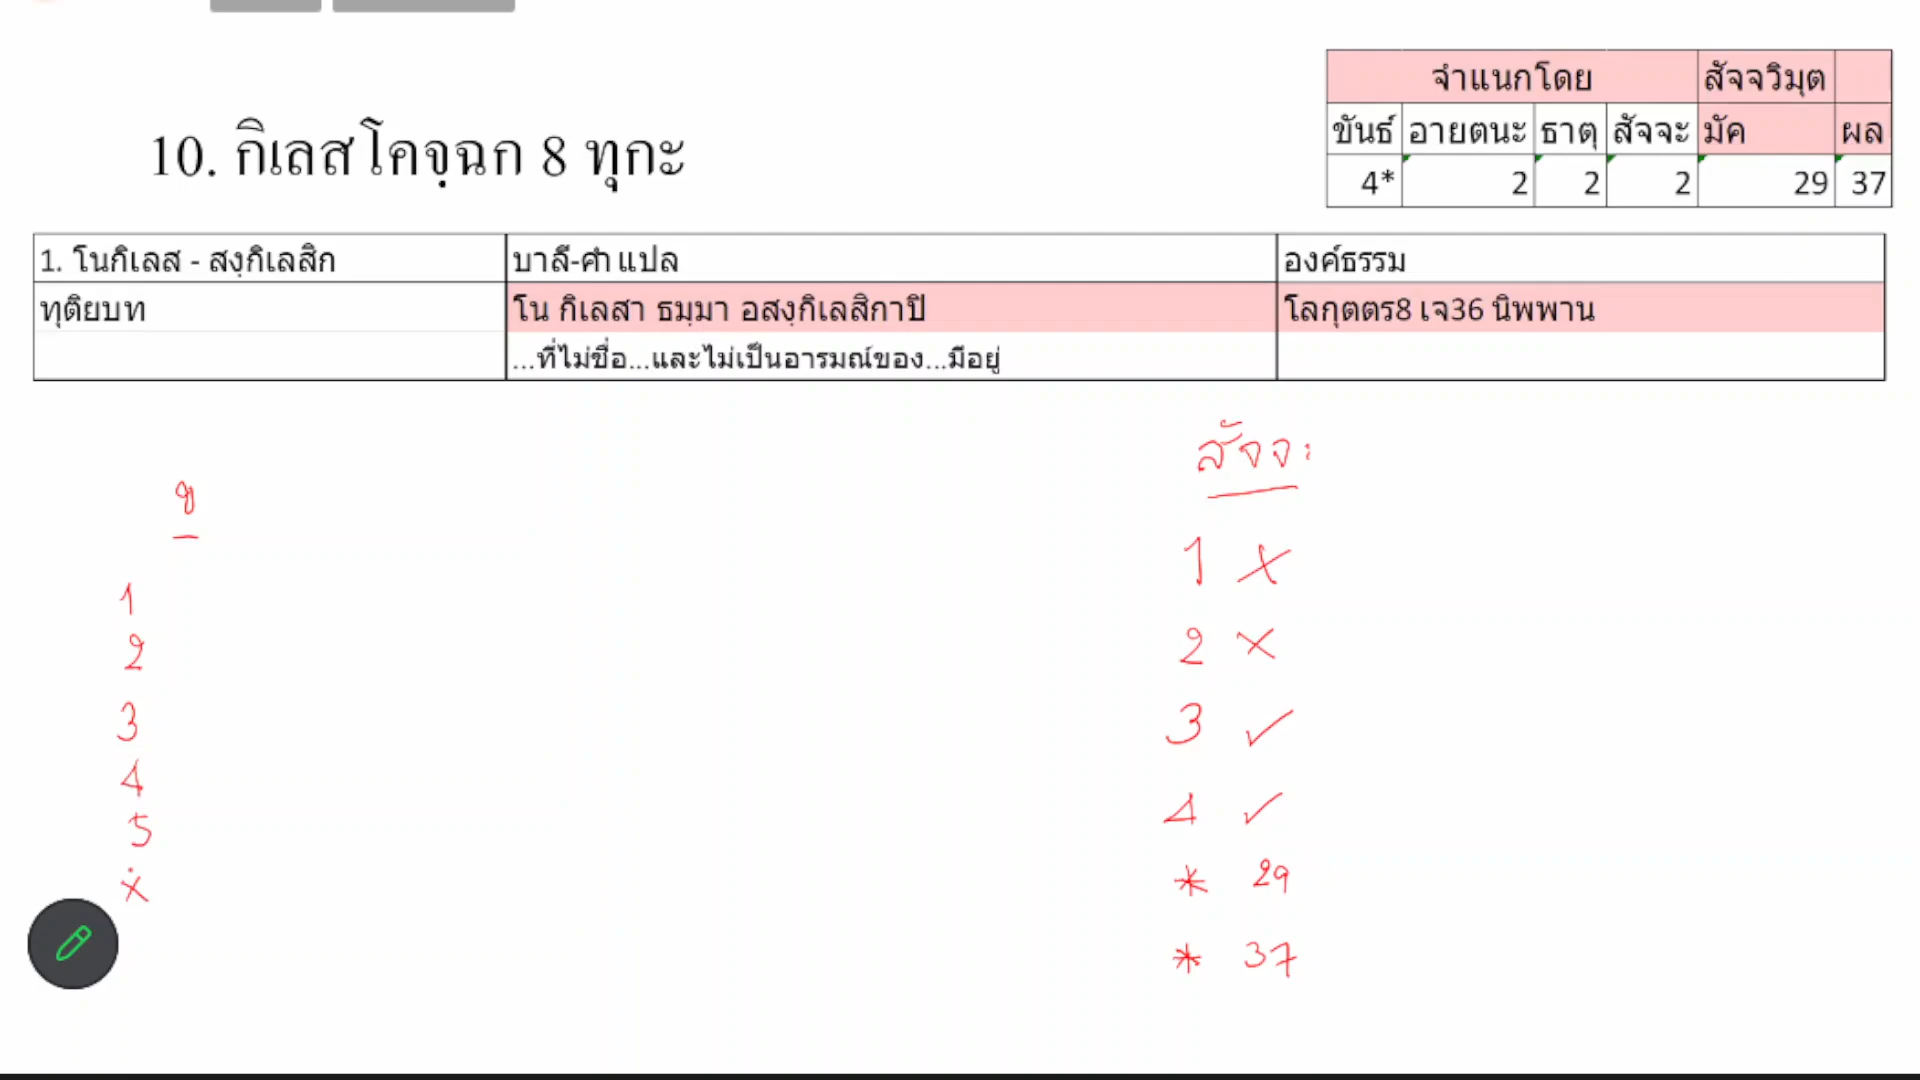 จำแนกโดย สัจจวิมุต
ขันธ์ อายตนะ ธาตุ สัจจะ มัค ผล
4* 2 2 2 29 37
10. กิเลสโคจฺฉก 8 ทุกะ
1. โนกิเลส - สงฺกิเลสิก บาลี-คำแปล องค์ธรรม
ทุติยบท โน กิเลสา ธมฺมา อสงฺกิเลสิกาปิ โลกุตตร8 เจ36 นิพพาน
...ที่ไม่ชื่อ...และไม่เป็นอารมณ์ของ...มีอยู่
ข
1
2
3
4
5
สัจจะ
1 ×
2 ×
3 ✓
4 ✓
* 29
* 37